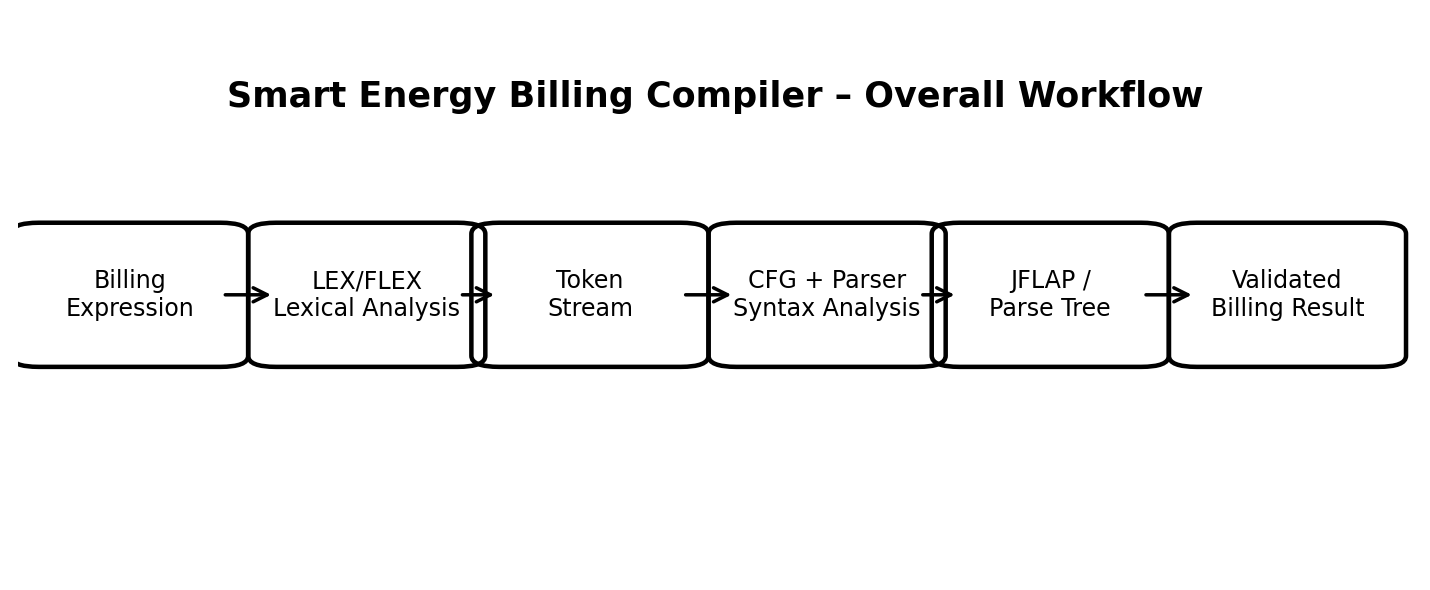 Smart Energy Billing Compiler – Overall Workflow
Billing
Expression
LEX/FLEX
Lexical Analysis
Token
Stream
CFG + Parser
Syntax Analysis
JFLAP /
Parse Tree
Validated
Billing Result